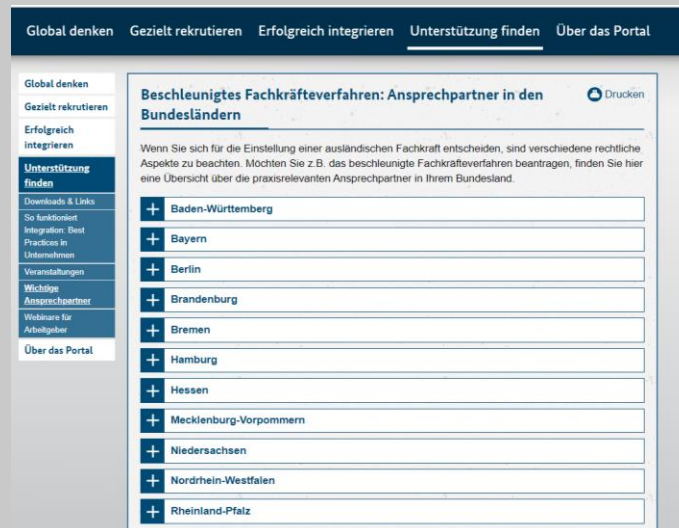 Global denken Gezielt rekrutieren Erfolgreich integrieren Unterstützung finden Über das Portal
Global denken
Gezielt rekrutieren
Erfolgreich
integrieren
Unterstützung
finden
Downloads & Links
So funktioniert
Integration: Best
Practices in
Unternehmen
Veranstaltungen
Wichtige
Ansprechpartner
Webinare für
Arbeitgeber
Über das Portal
Beschleunigtes Fachkräfteverfahren: Ansprechpartner in den
Bundesländern
Drucken
Wenn Sie sich für die Einstellung einer ausländischen Fachkraft entscheiden, sind verschiedene rechtliche
Aspekte zu beachten. Möchten Sie z.B. das beschleunigte Fachkräfteverfahren beantragen, finden Sie hier
eine Übersicht über die praxisrelevanten Ansprechpartner in Ihrem Bundesland.
Baden-Württemberg
Bayern
Berlin
Brandenburg
Bremen
Hamburg
Hessen
Mecklenburg-Vorpommern
Niedersachsen
Nordrhein-Westfalen
Rheinland-Pfalz